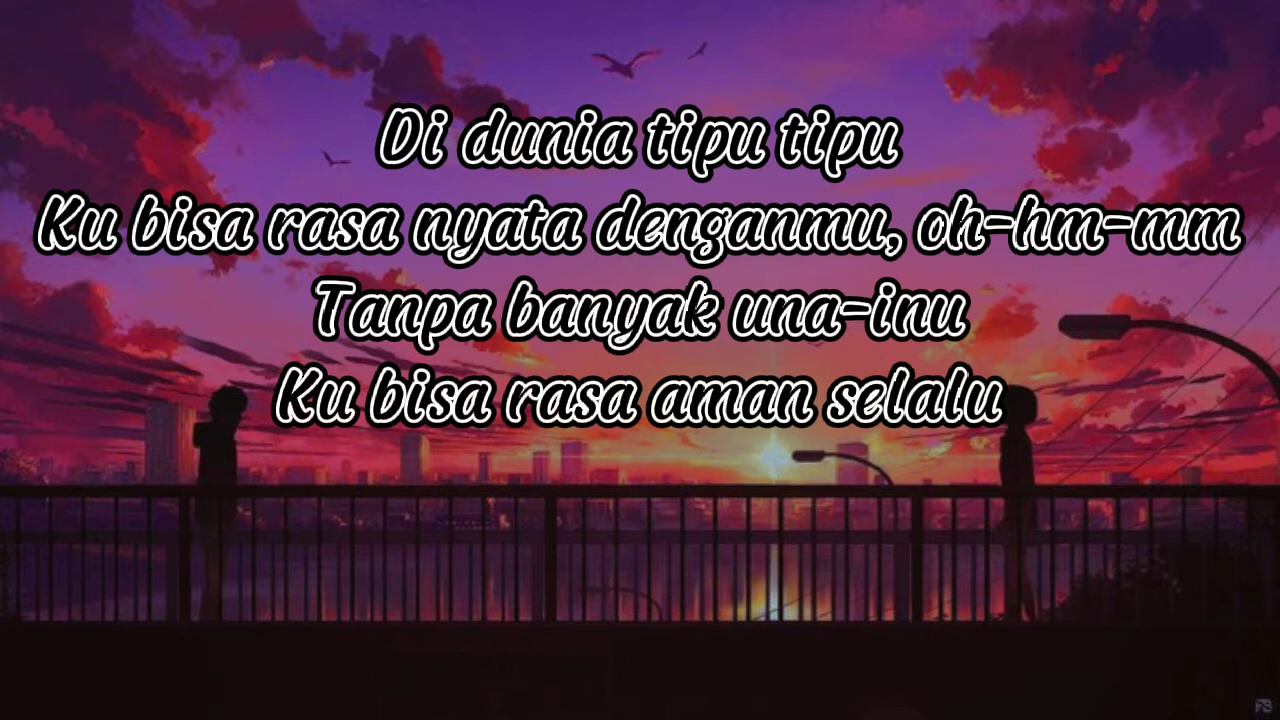 Di dunia tipu tipu
Ku bisa rasa nyata denganmu, oh-hm-mm
Tanpa banyak una-inu
Ku bisa rasa aman selalu